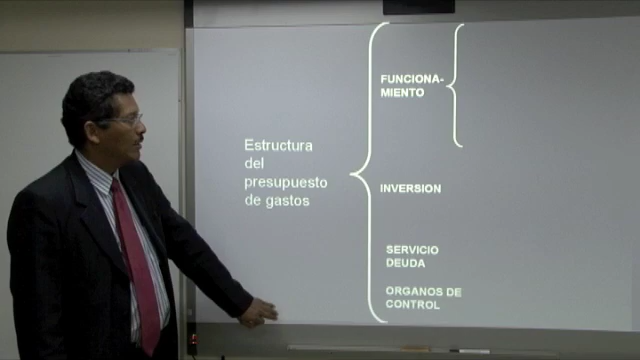 Estructura
del
presupuesto
de gastos
FUNCIONA-
MIENTO
INVERSION
SERVICIO
DEUDA
ORGANOS DE
CONTROL